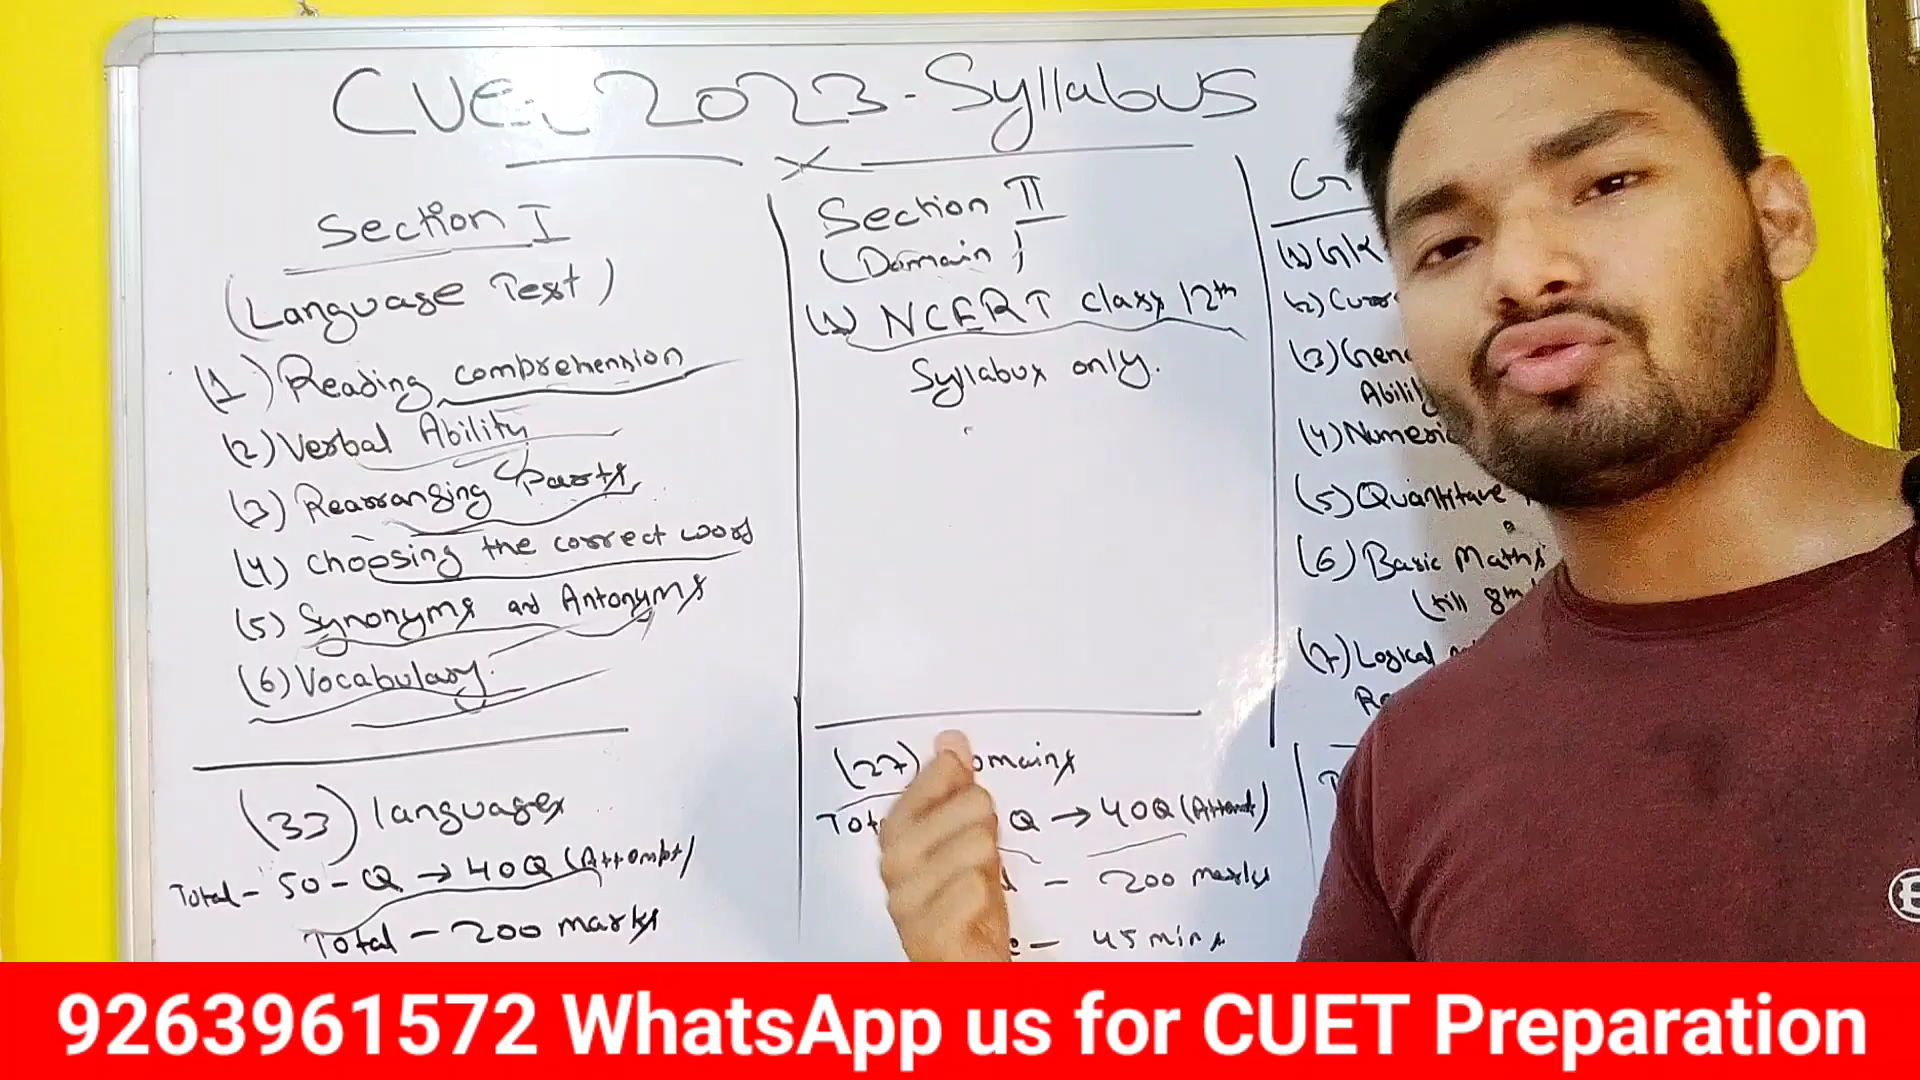 CUET 2023 - Syllabus
Section I
(Language Test)
(1) Reading comprehension
(2) Verbal Ability
(3) Rearranging Parts
(4) Choosing the correct word
(5) Synonyms and Antonyms
(6) Vocabulary.
(33) languages
Total - 50 - Q → 40 Q (Attempt)
Total - 200 marks
Section II
(Domain)
(1) NCERT Class 12th
Syllabus only.
(27) Domains
Q → 40Q (Attempt)
- 200 marks
- 45 mins
G
(1) GK
(2)
(3)
(4)
(5) Quantitave
(6) Basic Maths
(till 8th
(7) Logical
9263961572 WhatsApp us for CUET Preparation